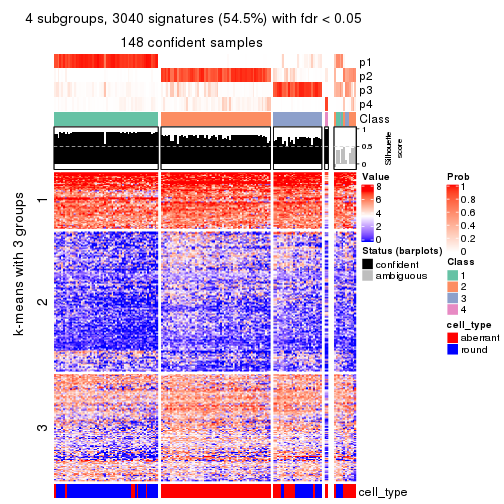 4 subgroups, 3040 signatures (54.5%) with fdr < 0.05
148 confident samples
p1
p2
p3
p4
Class
1
0.5
0
Silhouette
score
k-means with 3 groups
1
2
3
cell_type
Value
8
6
4
2
0
Status (barplots)
confident
ambiguous
Prob
1
0.8
0.6
0.4
0.2
0
Class
1
2
3
4
cell_type
aberrant
round